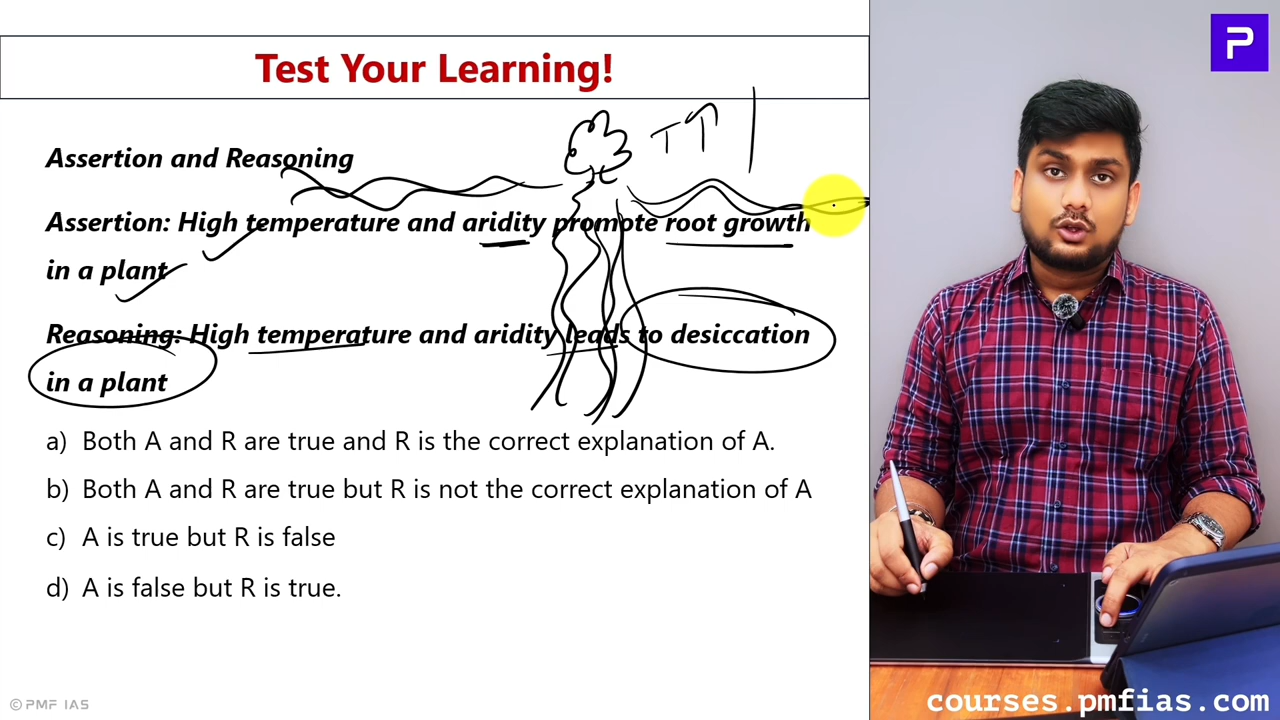 P
Test Your Learning!
Assertion and Reasoning
T↑
Assertion: High temperature and aridity promote root growth
in a plant
Reasoning: High temperature and aridity leads to desiccation
in a plant
a) Both A and R are true and R is the correct explanation of A.
b) Both A and R are true but R is not the correct explanation of A
c) A is true but R is false
d) A is false but R is true.
© PMF IAS
courses.pmfias.com